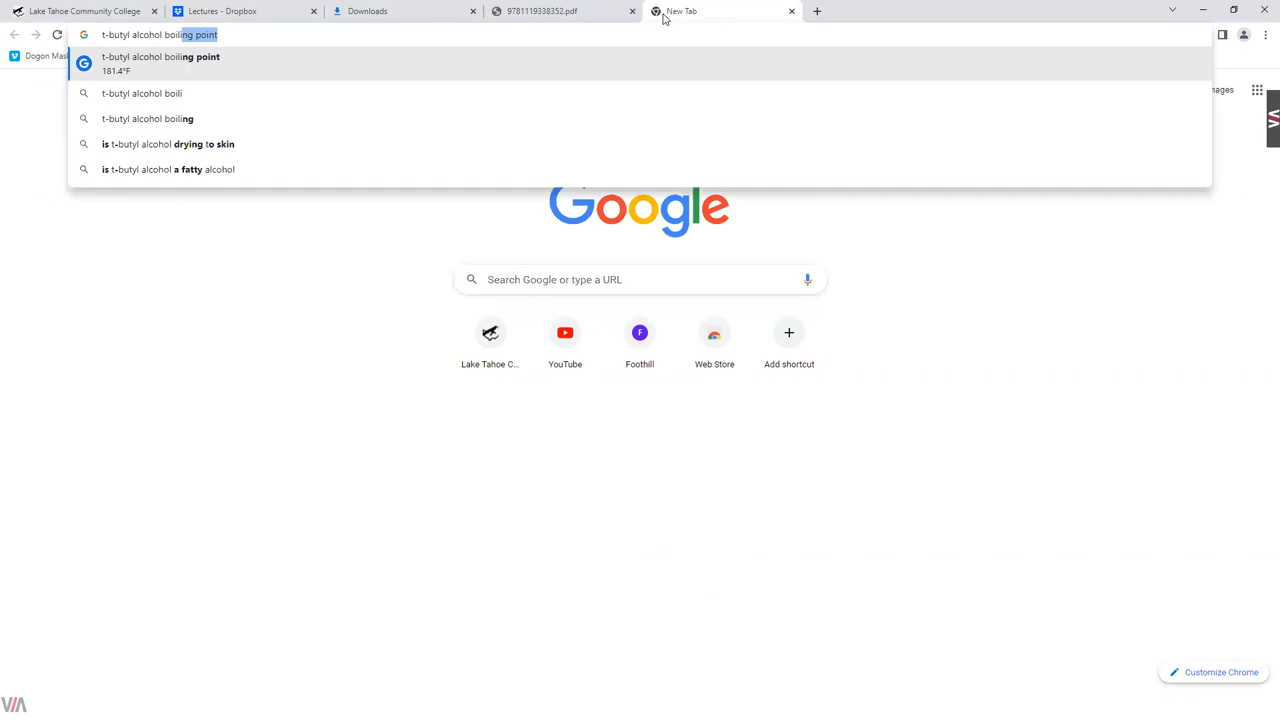 Lake Tahoe Community College
Lectures - Dropbox
Downloads
9781119338352.pdf
New Tab
t-butyl alcohol boiling point
Dogon Mask
t-butyl alcohol boiling point
181.4°F
t-butyl alcohol boili
t-butyl alcohol boiling
is t-butyl alcohol drying to skin
is t-butyl alcohol a fatty alcohol
Google
Search Google or type a URL
Lake Tahoe C...
YouTube
Foothill
Web Store
Add shortcut
Customize Chrome
VIA